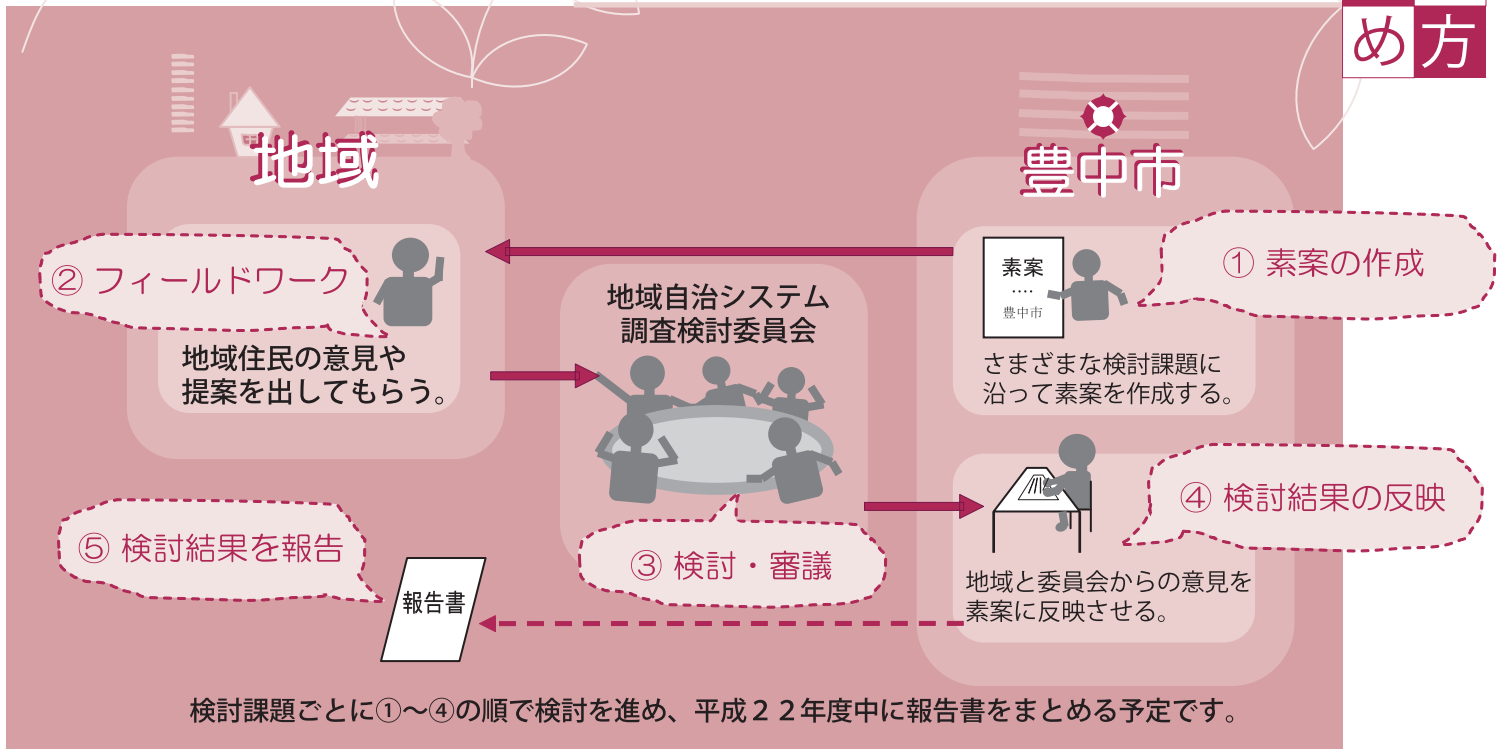 め方
地域
豊中市
② フィールドワーク
地域住民の意見や
提案を出してもらう。
素案
‥‥
豊中市
① 素案の作成
さまざまな検討課題に
沿って素案を作成する。
地域自治システム
調査検討委員会
③ 検討・審議
④ 検討結果の反映
地域と委員会からの意見を
素案に反映させる。
⑤ 検討結果を報告
報告書
検討課題ごとに①～④の順で検討を進め、平成２２年度中に報告書をまとめる予定です。